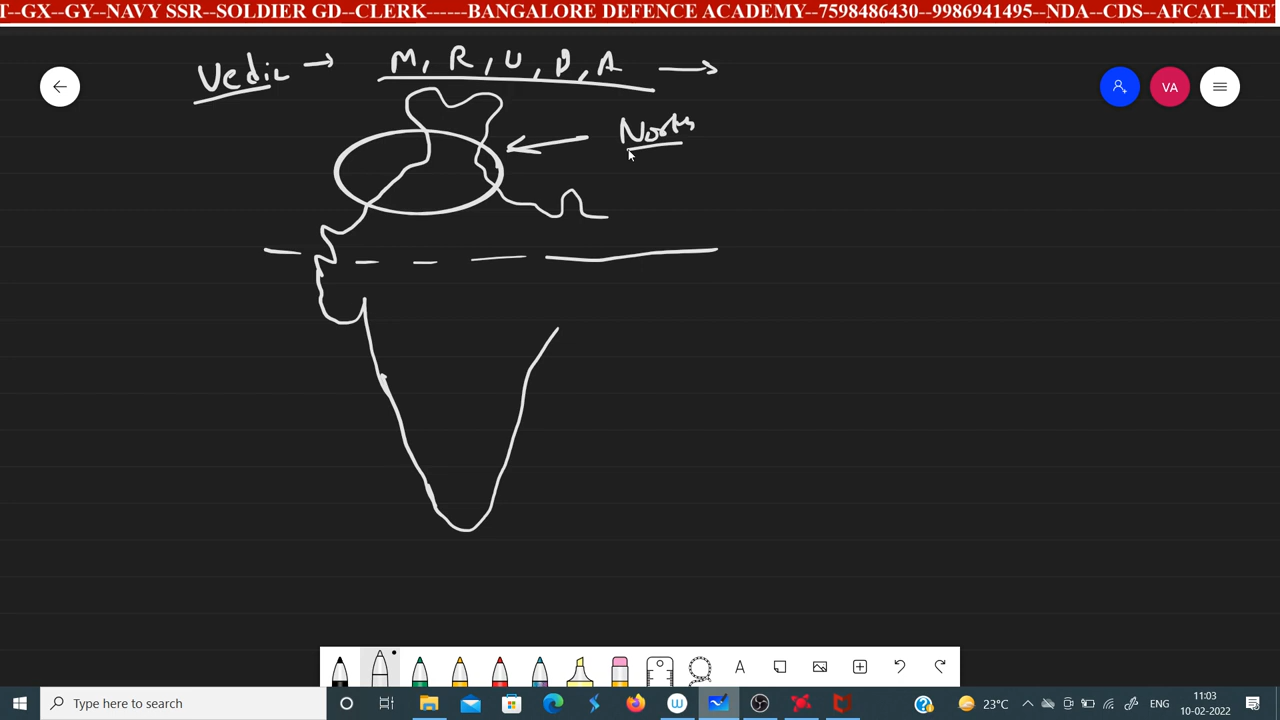 T--GX--GY--NAVY SSR--SOLDIER GD--CLERK------BANGALORE DEFENCE ACADEMY--7598486430--9986941495--NDA--CDS--AFCAT--INET
Vedic → M, R, U, P, A →
VA
North
A
Type here to search
23°C
ENG
11:03
10-02-2022